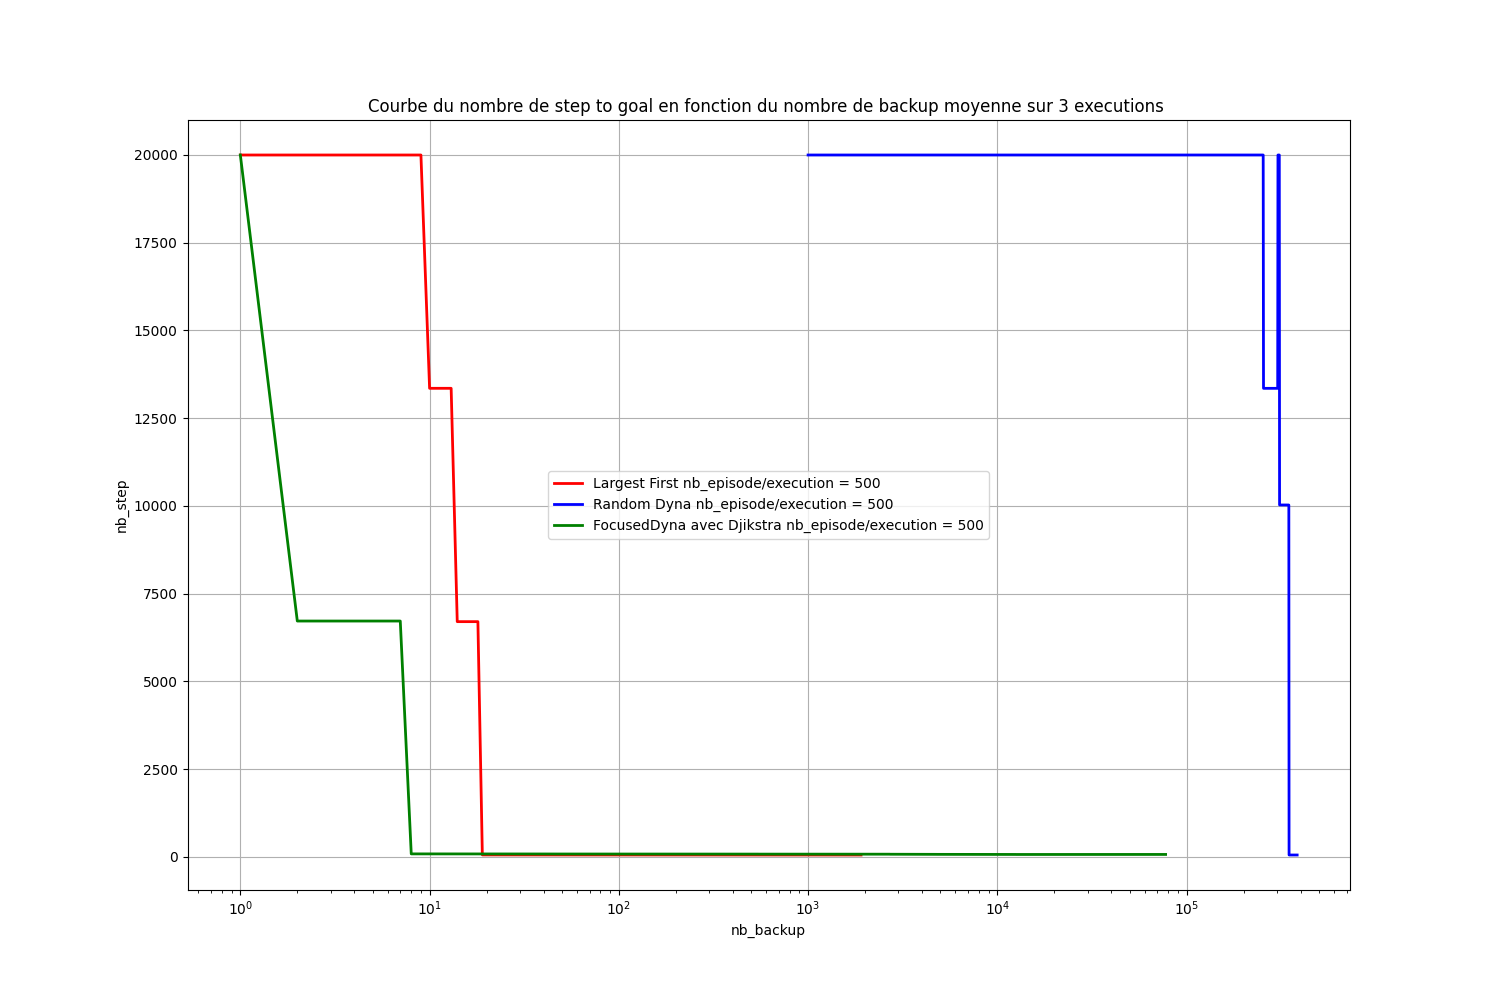 Courbe du nombre de step to goal en fonction du nombre de backup moyenne sur 3 executions
20000
17500
15000
12500
10000
7500
5000
2500
0
nb_step
Largest First nb_episode/execution = 500
Random Dyna nb_episode/execution = 500
FocusedDyna avec Djikstra nb_episode/execution = 500
10⁰ 10¹ 10² 10³ 10⁴ 10⁵
nb_backup